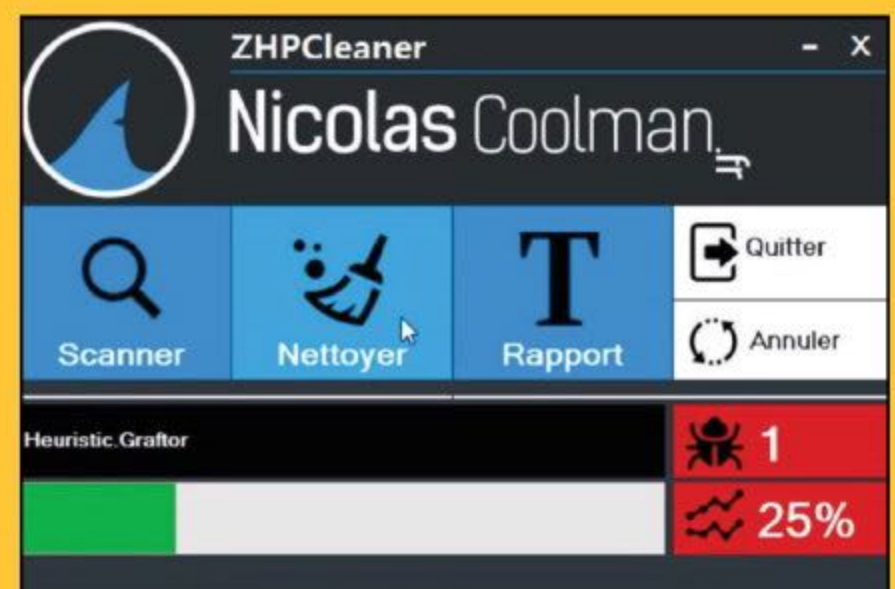 ZHPCleaner
Nicolas Coolman
Scanner
Nettoyer
T
Rapport
Quitter
Annuler
Heuristic.Graftor
1
25%